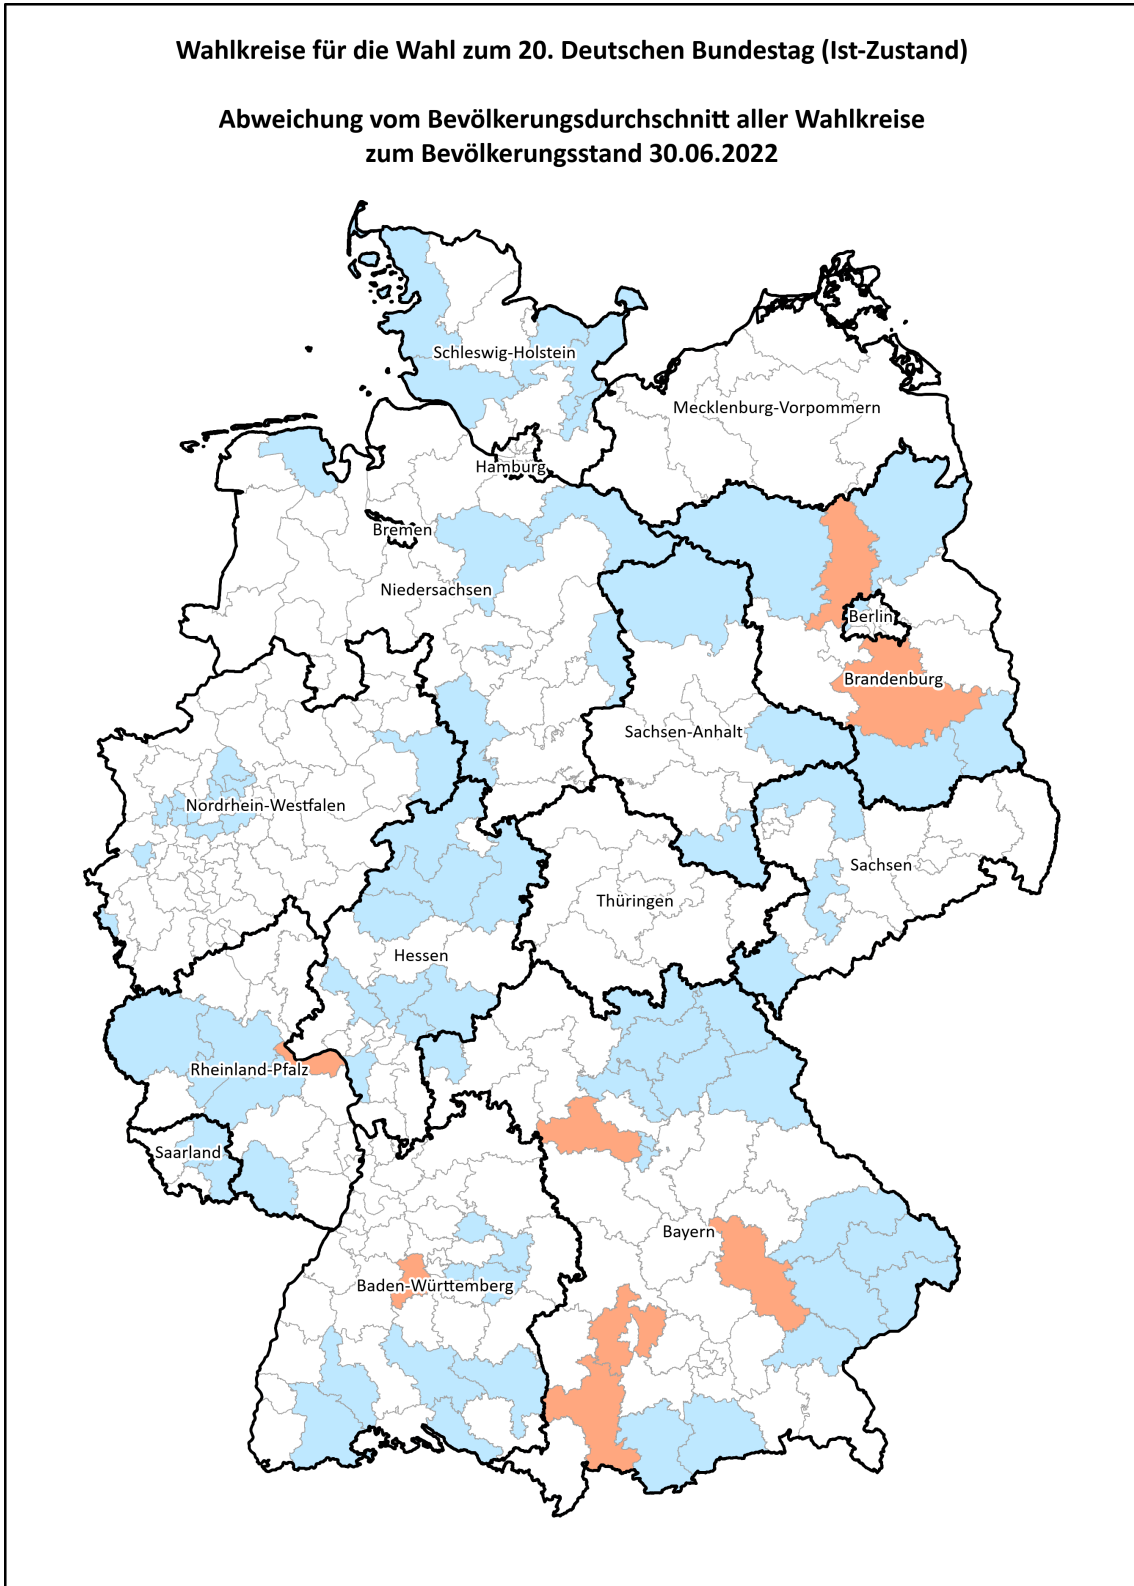 Wahlkreise für die Wahl zum 20. Deutschen Bundestag (Ist-Zustand)
Abweichung vom Bevölkerungsdurchschnitt aller Wahlkreise
zum Bevölkerungsstand 30.06.2022
Schleswig-Holstein
Mecklenburg-Vorpommern
Hamburg
Bremen
Niedersachsen
Berlin
Brandenburg
Sachsen-Anhalt
Nordrhein-Westfalen
Sachsen
Thüringen
Hessen
Rheinland-Pfalz
Saarland
Bayern
Baden-Württemberg